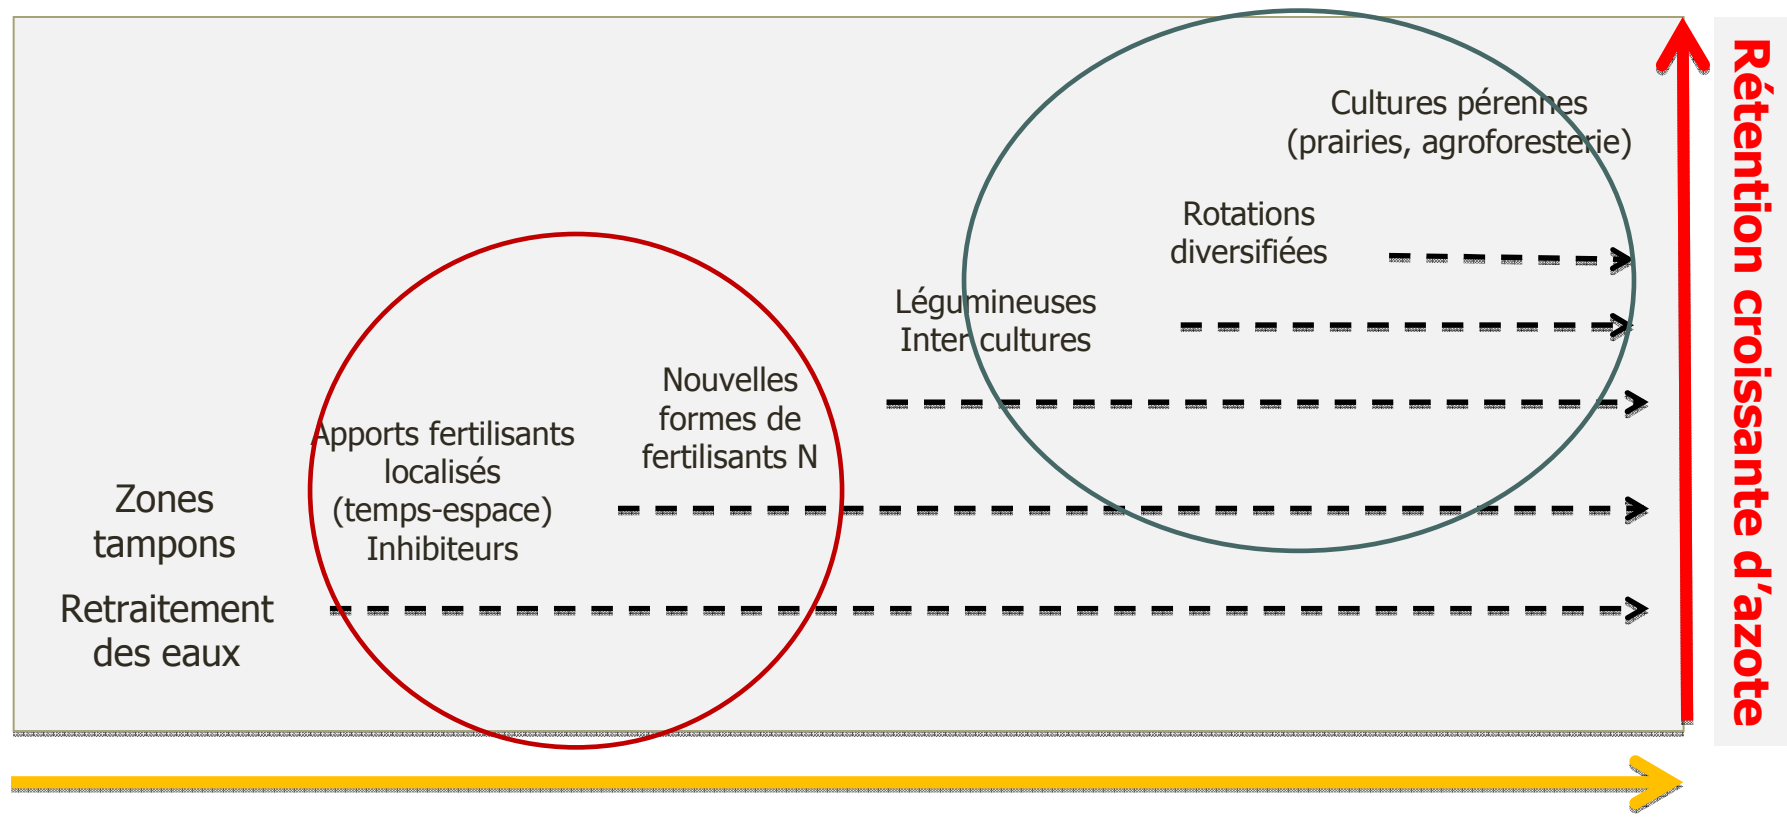 Zones
tampons
Retraitement
des eaux
Apports fertilisants
localisés
(temps-espace)
Inhibiteurs
Nouvelles
formes de
fertilisants N
Légumineuses
Inter cultures
Rotations
diversifiées
Cultures pérennes
(prairies, agroforesterie)
Rétention croissante d’azote